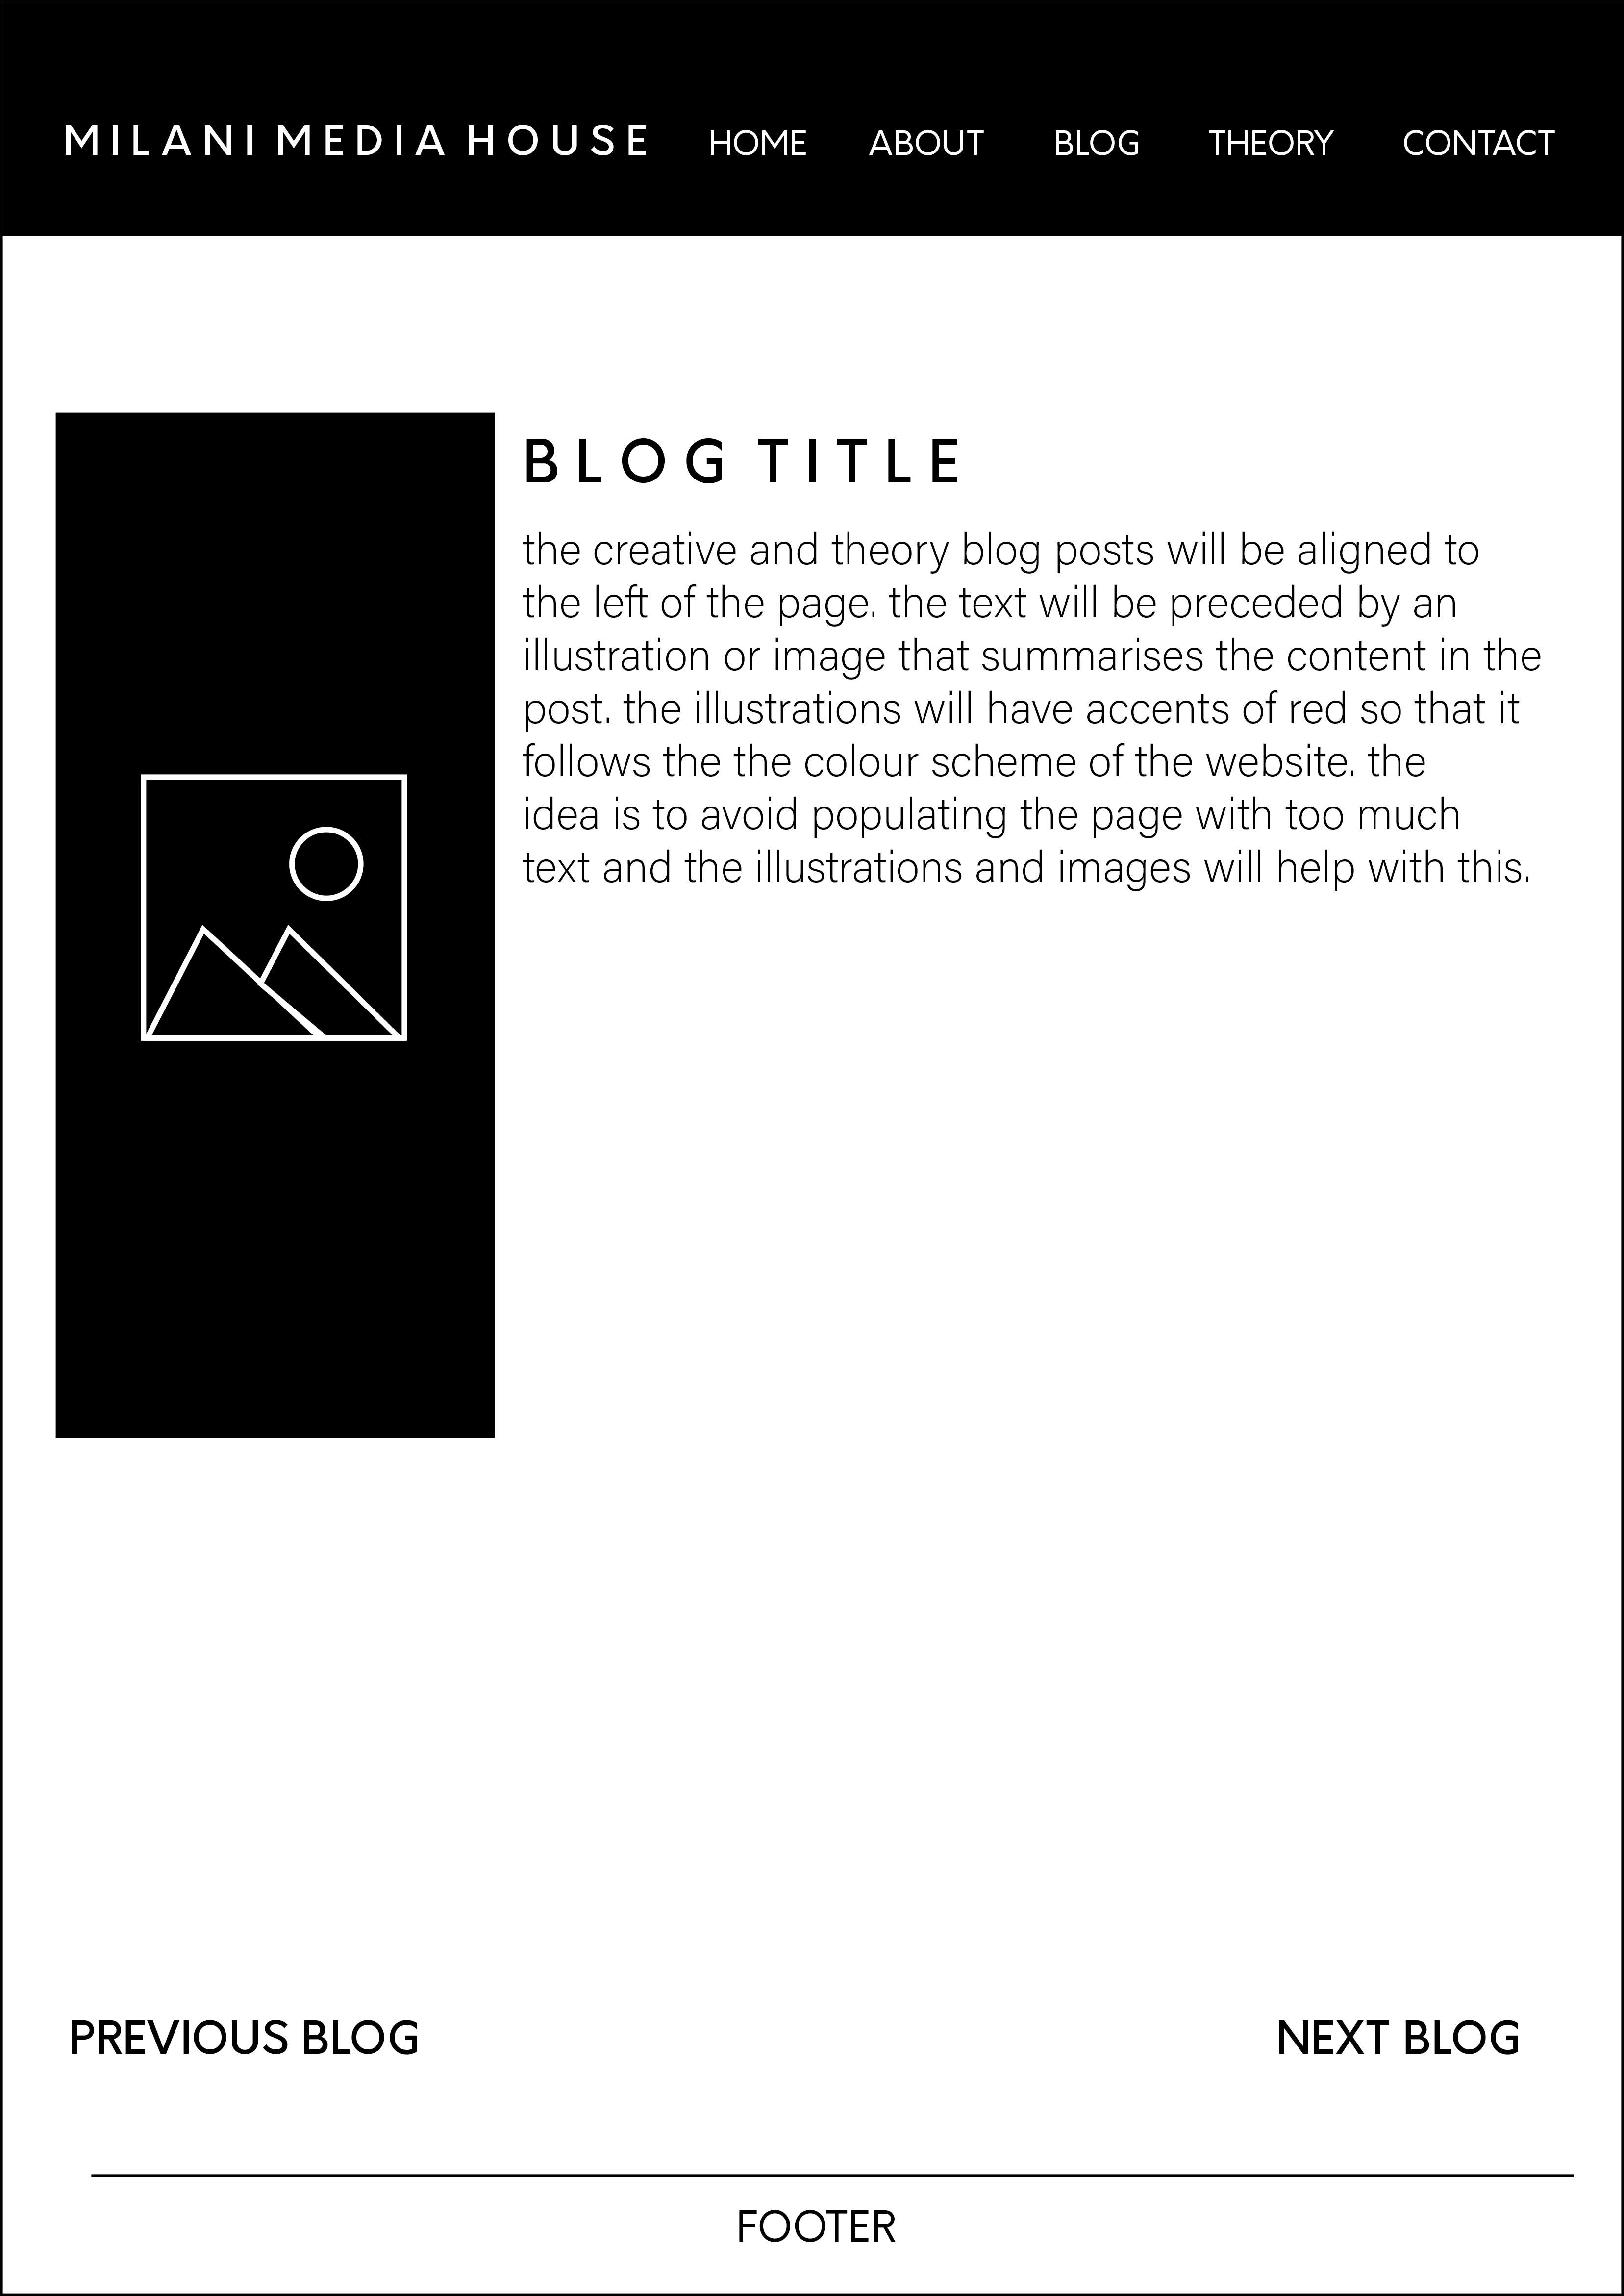 MILANI MEDIA HOUSE HOME ABOUT BLOG THEORY CONTACT
BLOG TITLE
the creative and theory blog posts will be aligned to
the left of the page. the text will be preceded by an
illustration or image that summarises the content in the
post. the illustrations will have accents of red so that it
follows the the colour scheme of the website. the
idea is to avoid populating the page with too much
text and the illustrations and images will help with this.
PREVIOUS BLOG NEXT BLOG
FOOTER